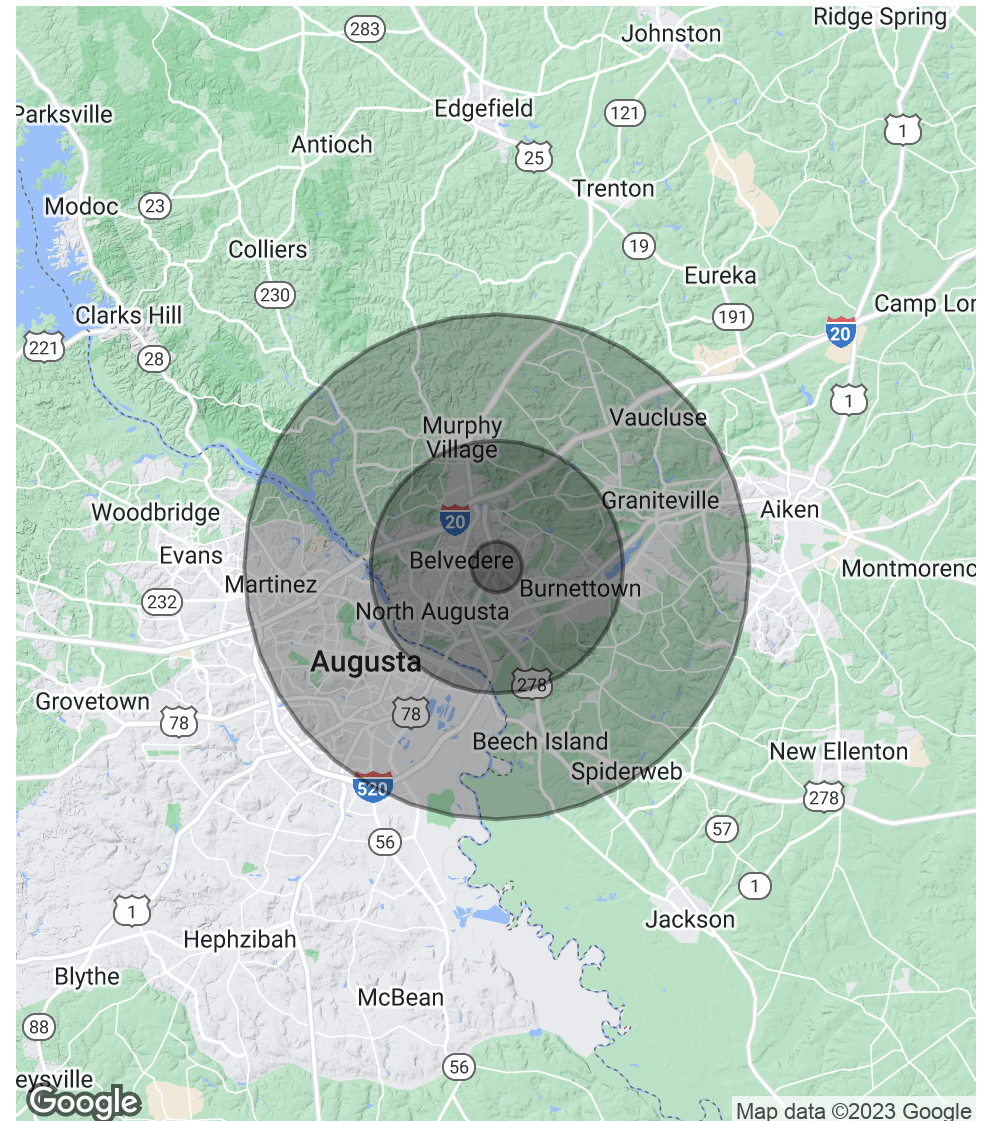 Ridge Spring
283
Johnston
Edgefield
Parksville
121
1
Antioch
25
Trenton
Modoc
23
19
Colliers
Eureka
230
Camp Lor
Clarks Hill
191
20
221
28
1
Vaucluse
Murphy
Village
Graniteville
Aiken
Woodbridge
20
Evans
Belvedere
Montmorenc
Martinez
Burnettown
232
North Augusta
Augusta
278
Grovetown
78
78
Beech Island
New Ellenton
Spiderweb
520
278
57
56
1
1
Jackson
Hephzibah
Blythe
McBean
88
56
eysville
Google
Map data ©2023 Google